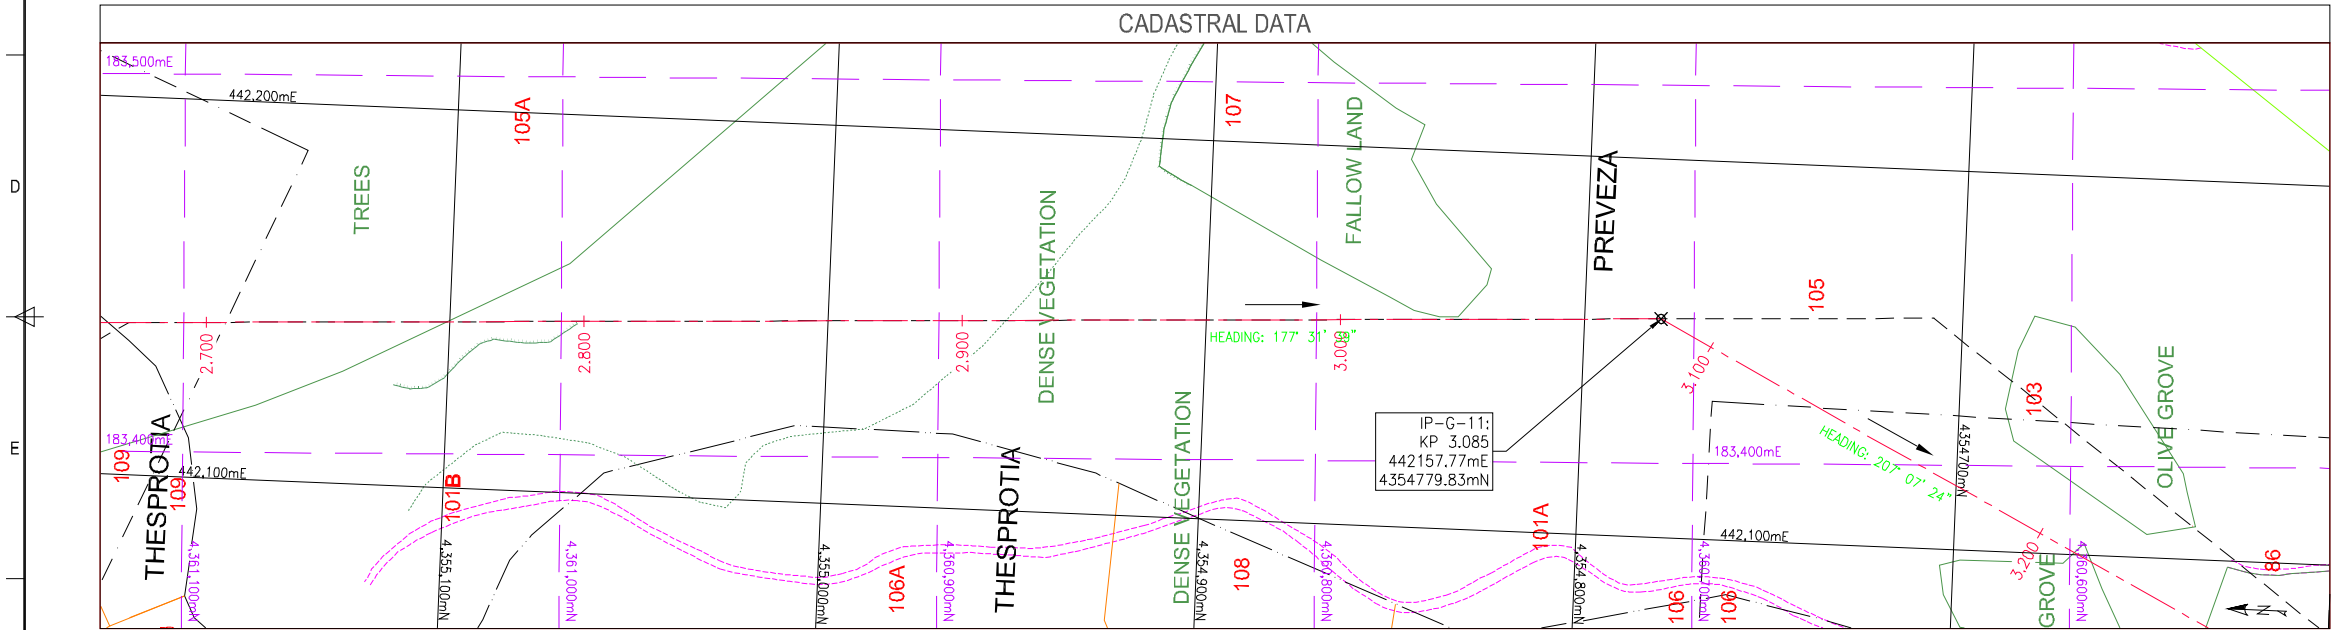 CADASTRAL DATA
183,500mE
442,200mE
105A
107
TREES
FALLOW LAND
PREVEZA
D
DENSE VEGETATION
105
HEADING: 177° 31' 09"
2.700
2.800
2.900
3.000
3.100
IP-G-11:
KP 3.085
442157.77mE
4354779.83mN
103
OLIVE GROVE
E
183,400mE
442,100mE
109
109
THESPROTIA
101B
THESPROTIA
DENSE VEGETATION
183,400mE
HEADING: 207° 07' 24"
4354700mN
101A
442,100mE
4,361,100mN
4,355,100mN
4,361,000mN
4,355,000mN
106A
4,360,900mN
4,354,900mN
108
4,360,800mN
4,354,800mN
106
4,360,700mN
106
3.200
GROVE
4,360,600mN
86
N